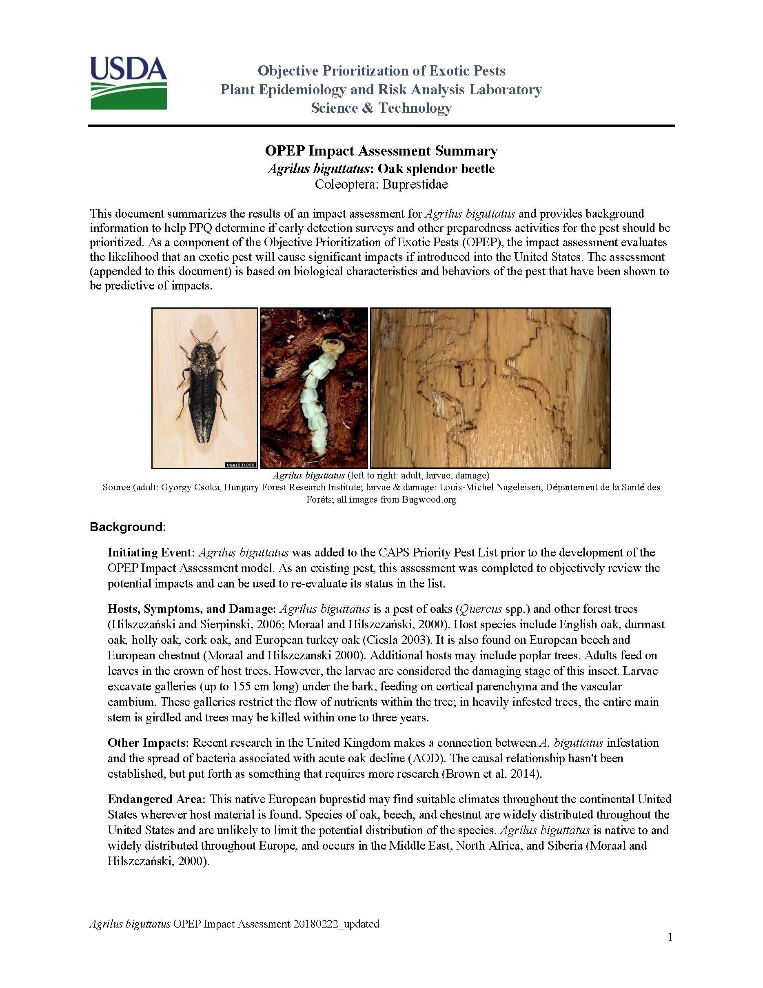 USDA
Objective Prioritization of Exotic Pests
Plant Epidemiology and Risk Analysis Laboratory
Science & Technology
OPEP Impact Assessment Summary
Agrilus biguttatus: Oak splendor beetle
Coleoptera: Buprestidae
This document summarizes the results of an impact assessment for Agrilus biguttatus and provides background
information to help PPQ determine if early detection surveys and other preparedness activities for the pest should be
prioritized. As a component of the Objective Prioritization of Exotic Pests (OPEP), the impact assessment evaluates
the likelihood that an exotic pest will cause significant impacts if introduced into the United States. The assessment
(appended to this document) is based on biological characteristics and behaviors of the pest that have been shown to
be predictive of impacts.
Agrilus biguttatus (left to right: adult, larvae, damage)
Source (adult: Gyorgy Csoka, Hungary Forest Research Institute; larvae & damage: Louis-Michel Nageleisen, Département de la Santé des
Forêts; all images from Bugwood.org
Background:
Initiating Event: Agrilus biguttatus was added to the CAPS Priority Pest List prior to the development of the
OPEP Impact Assessment model. As an existing pest, this assessment was completed to objectively review the
potential impacts and can be used to re-evaluate its status in the list.
Hosts, Symptoms, and Damage: Agrilus biguttatus is a pest of oaks (Quercus spp.) and other forest trees
(Hilszczański and Sierpinski, 2006; Moraal and Hilszczański, 2000). Host species include English oak, durmast
oak, holly oak, cork oak, and European turkey oak (Ciesla 2003). It is also found on European beech and
European chestnut (Moraal and Hilszczanski 2000). Additional hosts may include poplar trees. Adults feed on
leaves in the crown of host trees. However, the larvae are considered the damaging stage of this insect. Larvae
excavate galleries (up to 155 cm long) under the bark, feeding on cortical parenchyma and the vascular
cambium. These galleries restrict the flow of nutrients within the tree; in heavily infested trees, the entire main
stem is girdled and trees may be killed within one to three years.
Other Impacts: Recent research in the United Kingdom makes a connection between A. biguttatus infestation
and the spread of bacteria associated with acute oak decline (AOD). The causal relationship hasn't been
established, but put forth as something that requires more research (Brown et al. 2014).
Endangered Area: This native European buprestid may find suitable climates throughout the continental United
States wherever host material is found. Species of oak, beech, and chestnut are widely distributed throughout the
United States and are unlikely to limit the potential distribution of the species. Agrilus biguttatus is native to and
widely distributed throughout Europe, and occurs in the Middle East, North Africa, and Siberia (Moraal and
Hilszczański, 2000).
Agrilus biguttatus OPEP Impact Assessment 20180222_updated
1